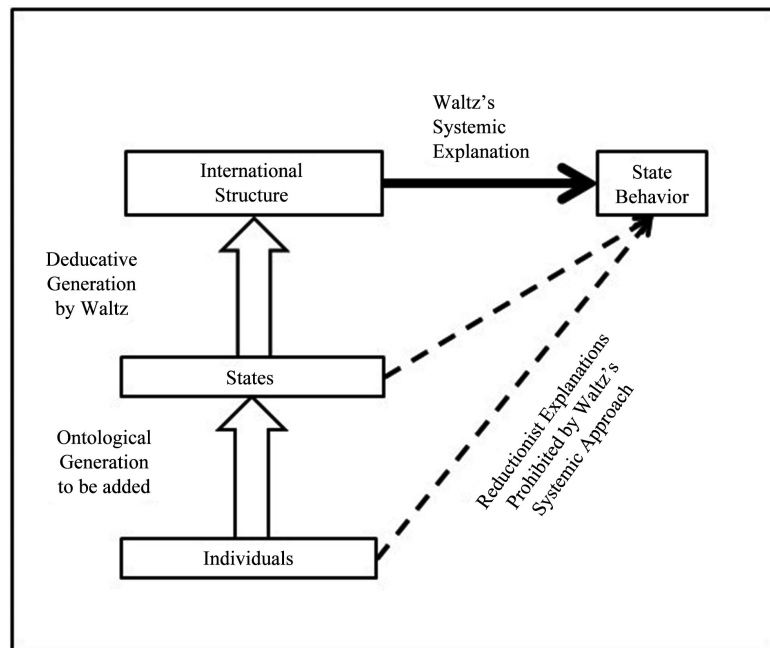 Waltz's
Systemic
Explanation
International
Structure
State
Behavior
Deducative
Generation
by Waltz
States
Ontological
Generation
to be added
Individuals
Reductionist Explanations
Prohibited by Waltz's
Systemic Approach